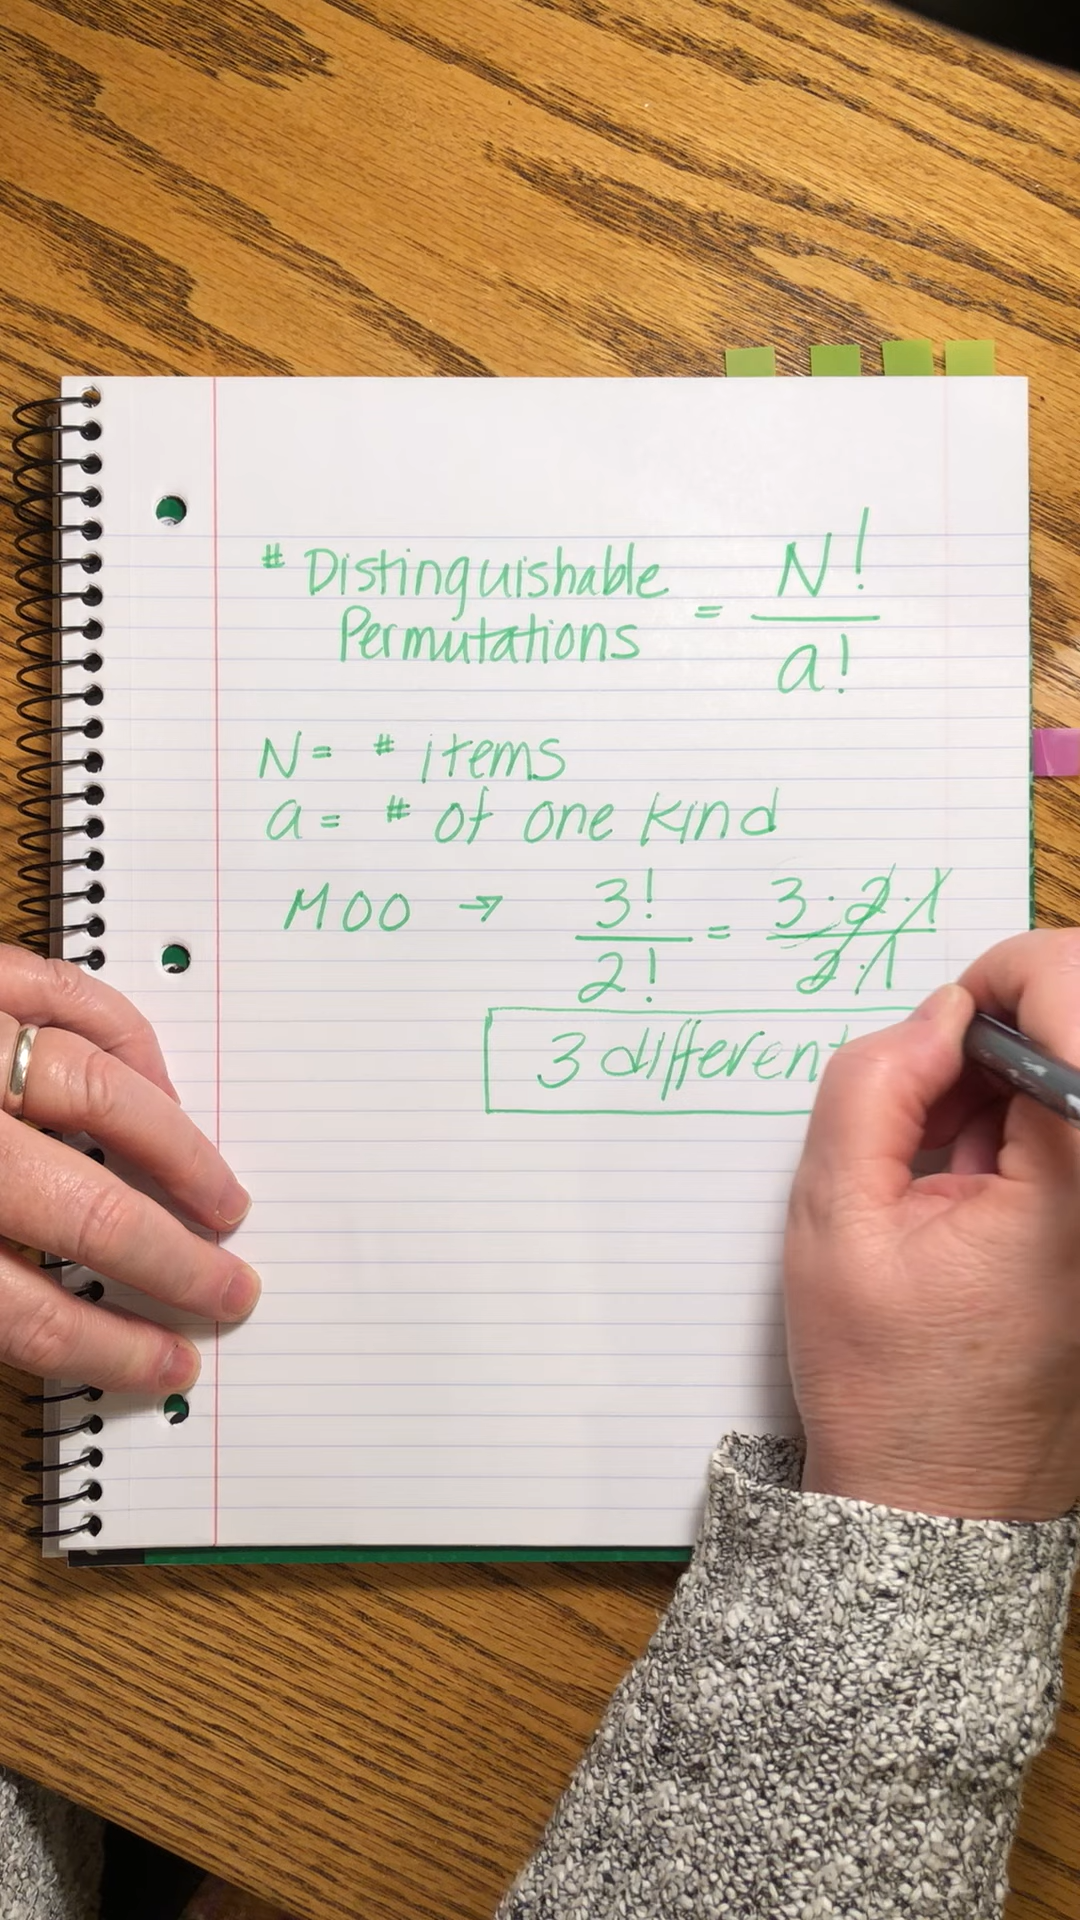 # Distinguishable Permutations = N! / a!
N = # items
a = # of one kind
MOO → 3! / 2! = 3 · 2 · 1 / 2 · 1
3 different